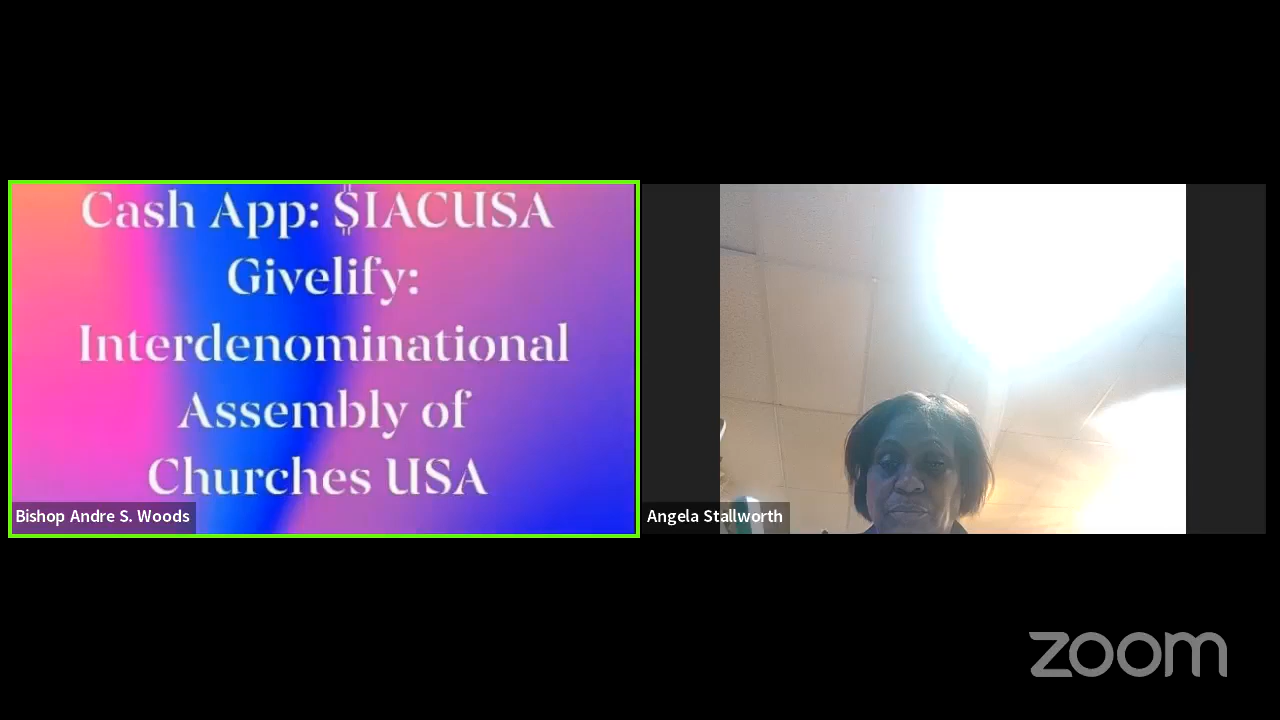 Cash App: $IACUSA
Givelify:
Interdenominational
Assembly of
Churches USA
Bishop Andre S. Woods
Angela Stallworth
zoom